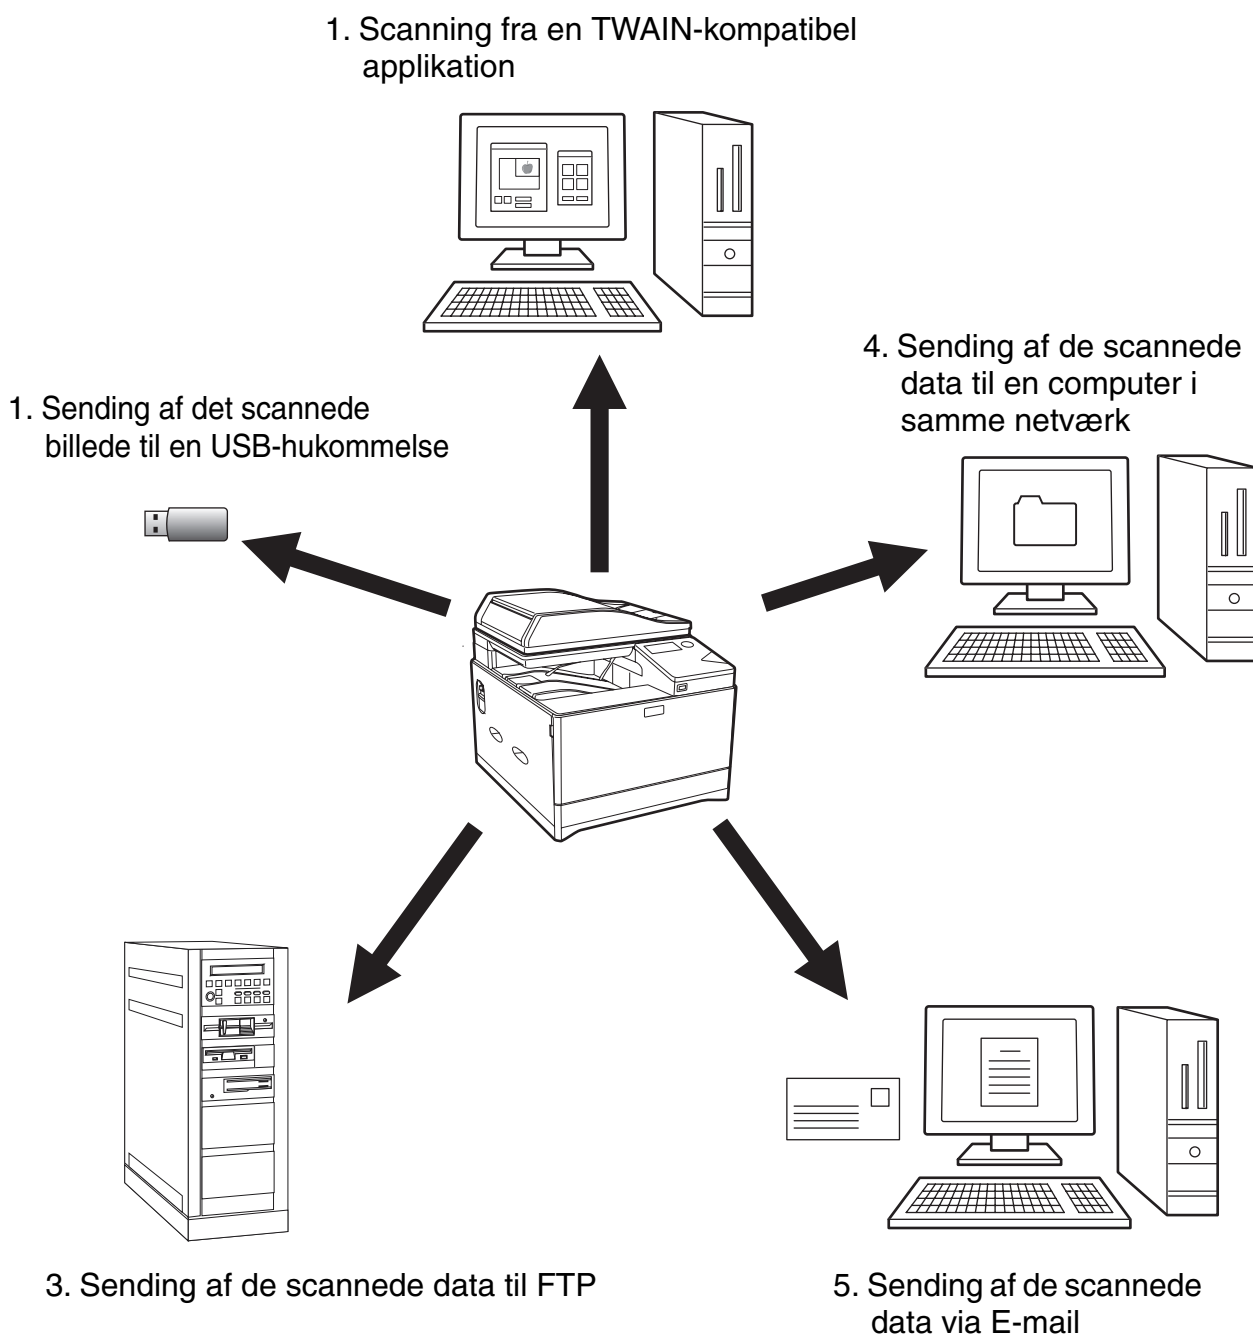 1. Scanning fra en TWAIN-kompatibel
applikation
4. Sending af de scannede
data til en computer i
samme netværk
1. Sending af det scannede
billede til en USB-hukommelse
3. Sending af de scannede data til FTP
5. Sending af de scannede
data via E-mail